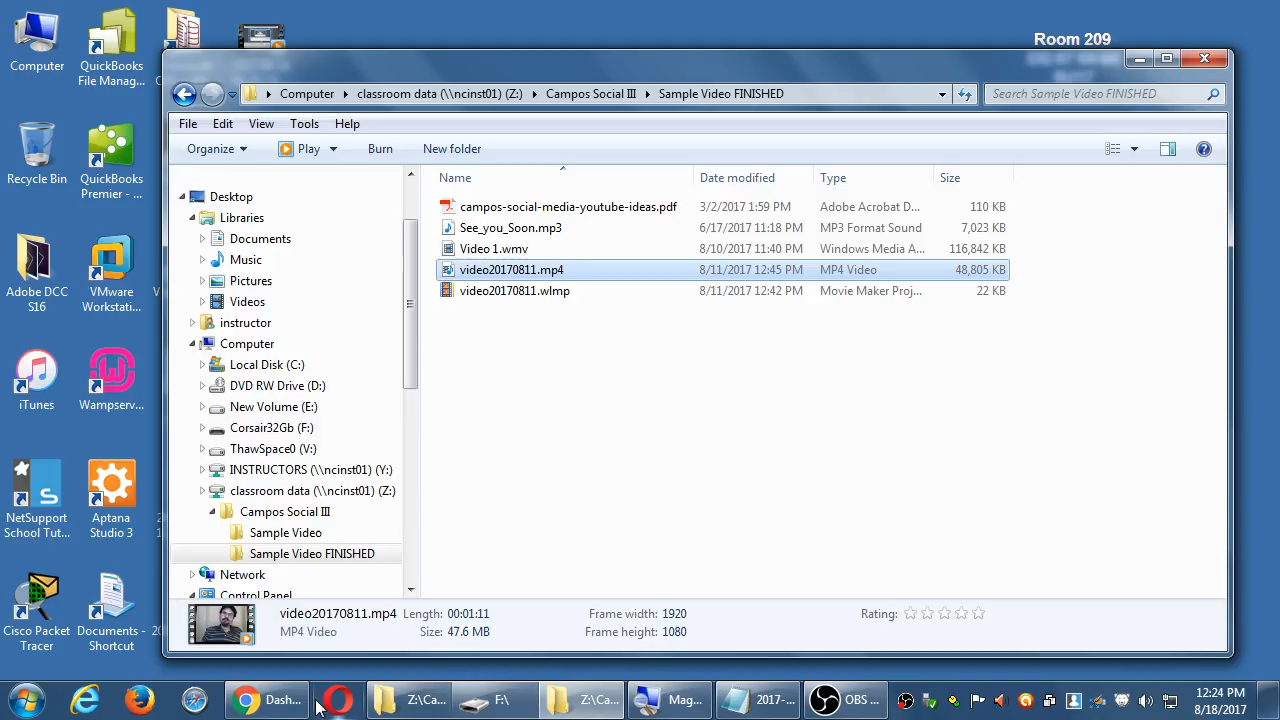 Room 209
Computer
QuickBooks
File Manag...
Recycle Bin
QuickBooks
Premier - ...
Adobe DCC
S16
VMware
Workstatio...
iTunes
Wampserv...
NetSupport
School Tut...
Aptana
Studio 3
Cisco Packet
Tracer
Documents -
Shortcut
Computer classroom data (\\ncinst01) (Z:) Campos Social III Sample Video FINISHED
Search Sample Video FINISHED
File Edit View Tools Help
Organize Play Burn New folder
Name Date modified Type Size
campos-social-media-youtube-ideas.pdf 3/2/2017 1:59 PM Adobe Acrobat D... 110 KB
See_you_Soon.mp3 6/17/2017 11:18 PM MP3 Format Sound 7,023 KB
Video 1.wmv 8/10/2017 11:40 PM Windows Media A... 116,842 KB
video20170811.mp4 8/11/2017 12:45 PM MP4 Video 48,805 KB
video20170811.wlmp 8/11/2017 12:42 PM Movie Maker Proj... 22 KB
Desktop
Libraries
Documents
Music
Pictures
Videos
instructor
Computer
Local Disk (C:)
DVD RW Drive (D:)
New Volume (E:)
Corsair32Gb (F:)
ThawSpace0 (V:)
INSTRUCTORS (\\ncinst01) (Y:)
classroom data (\\ncinst01) (Z:)
Campos Social III
Sample Video
Sample Video FINISHED
Network
Control Panel
video20170811.mp4 Length: 00:01:11 Frame width: 1920 Rating:
MP4 Video Size: 47.6 MB Frame height: 1080
Dash... Z:\Ca... F:\ Z:\Ca... Mag... 2017-... OBS ...
12:24 PM
8/18/2017